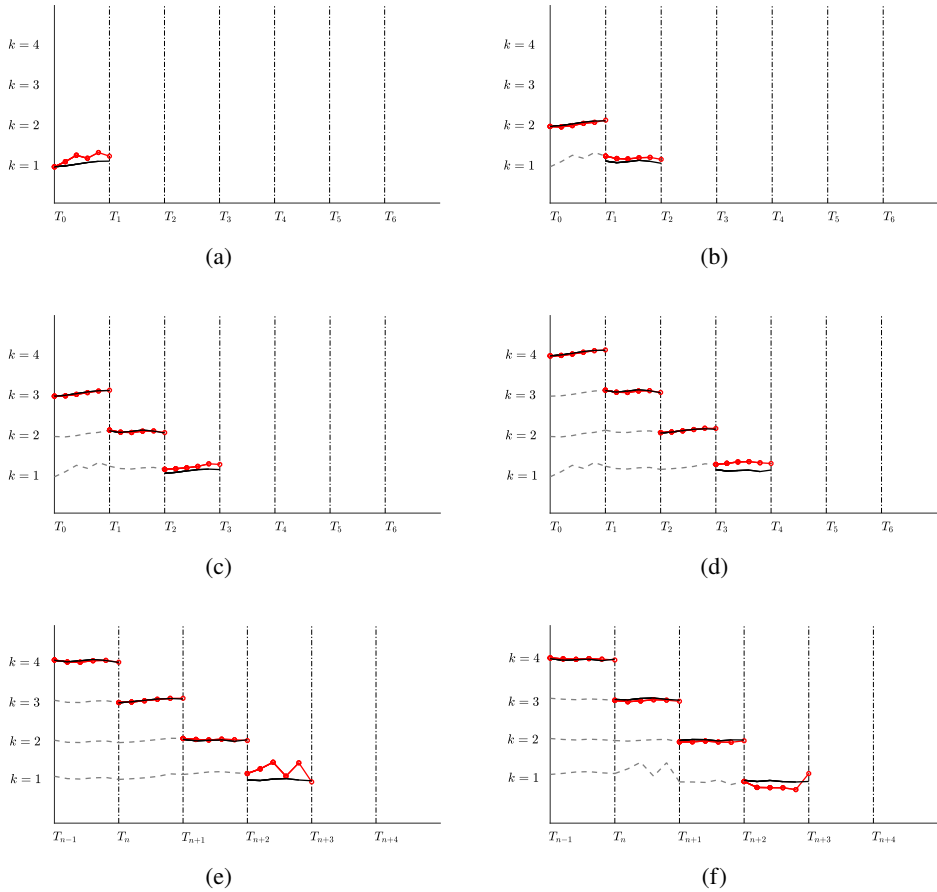 k = 4
k = 3
k = 2
k = 1
T0 T1 T2 T3 T4 T5 T6
(a)
k = 4
k = 3
k = 2
k = 1
T0 T1 T2 T3 T4 T5 T6
(b)
k = 4
k = 3
k = 2
k = 1
T0 T1 T2 T3 T4 T5 T6
(c)
k = 4
k = 3
k = 2
k = 1
T0 T1 T2 T3 T4 T5 T6
(d)
k = 4
k = 3
k = 2
k = 1
Tn−1 Tn Tn+1 Tn+2 Tn+3 Tn+4
(e)
k = 4
k = 3
k = 2
k = 1
Tn−1 Tn Tn+1 Tn+2 Tn+3 Tn+4
(f)